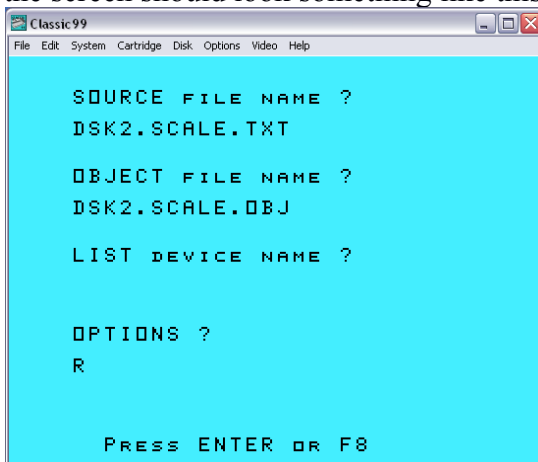 the screen should look something like this
Classic99
File Edit System Cartridge Disk Options Video Help
SOURCE FILE NAME ?
DSK2.SCALE.TXT
OBJECT FILE NAME ?
DSK2.SCALE.OBJ
LIST DEVICE NAME ?
OPTIONS ?
R
PRESS ENTER OR F8